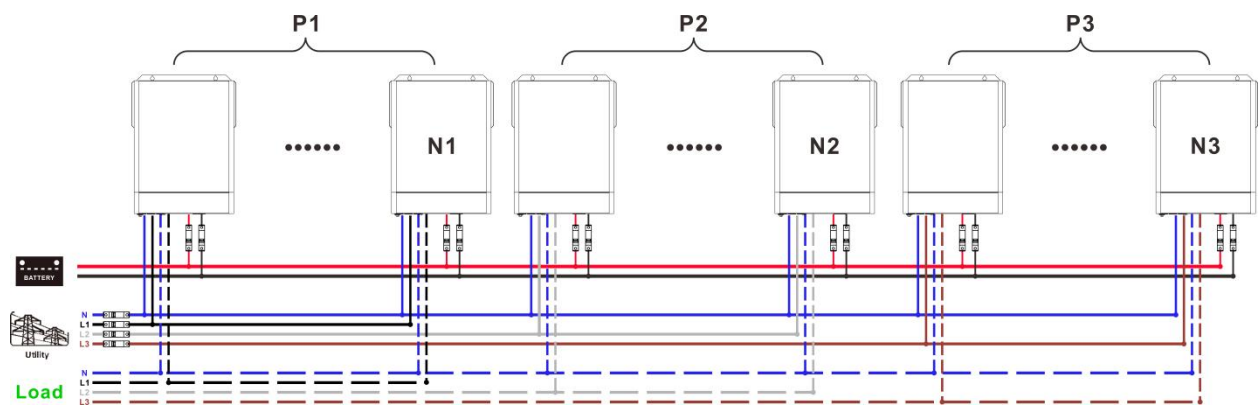 P1 P2 P3
N1 N2 N3
BATTERY
N
L1
L2
L3
Utility
Load
N
L1
L2
L3